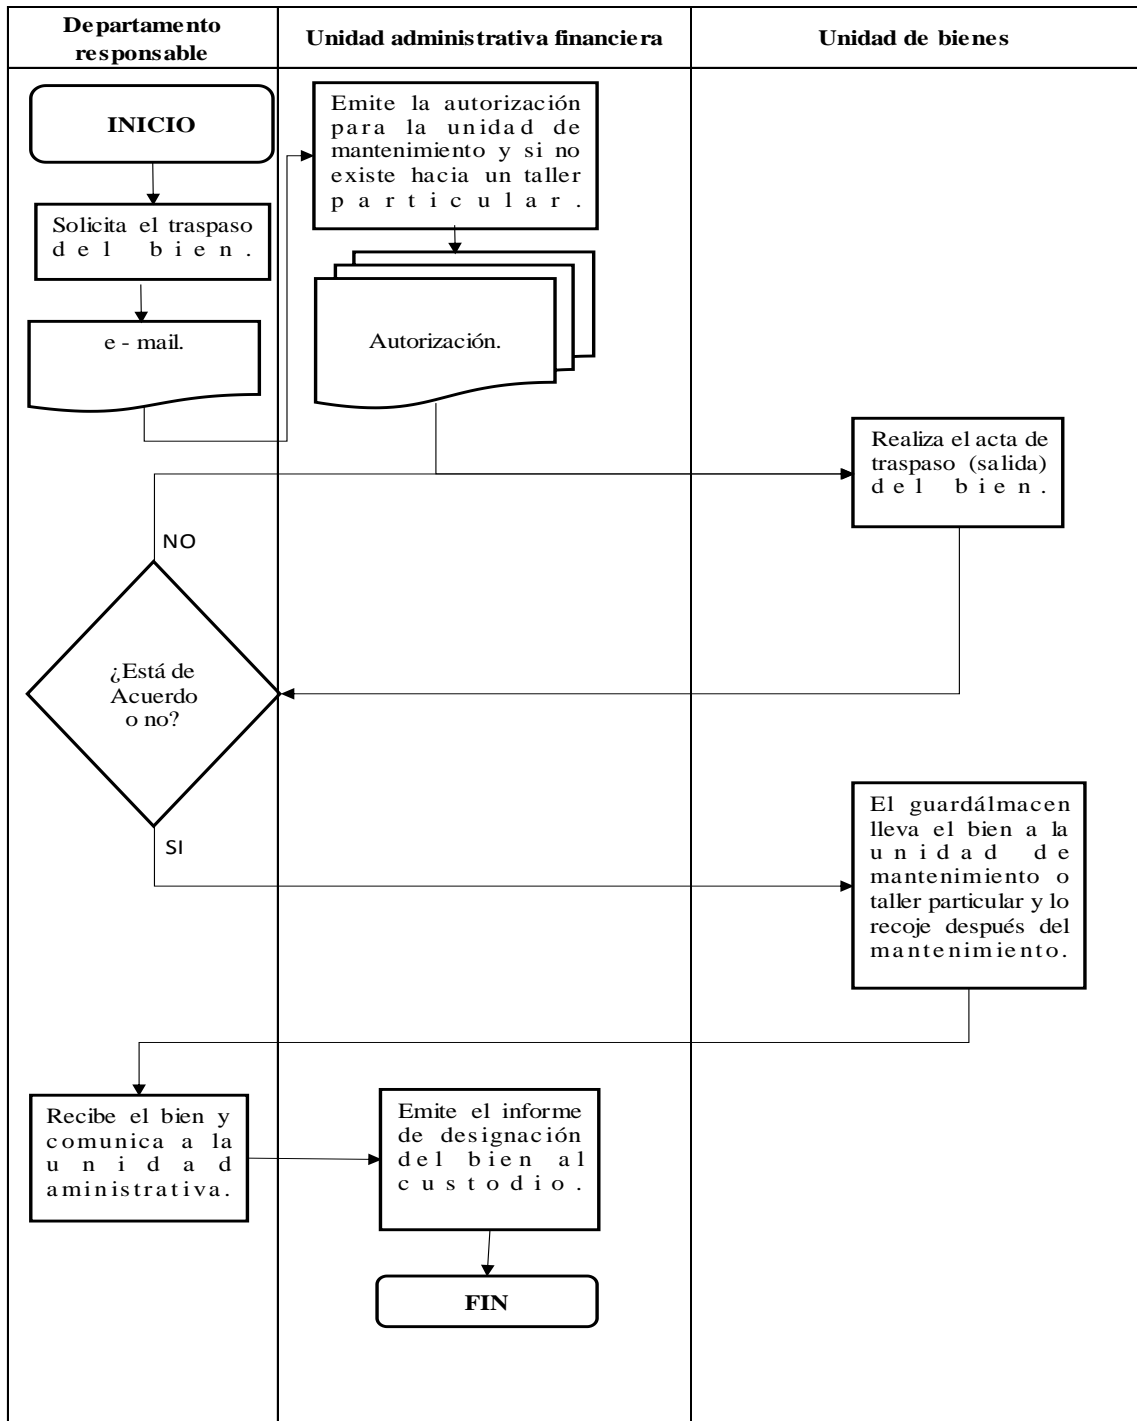 Departamento
responsable
Unidad administrativa financiera
Unidad de bienes
INICIO
Solicita el traspaso
del bien.
e - mail.
Emite la autorización
para la unidad de
mantenimiento y si no
existe hacia un taller
particular.
Autorización.
Realiza el acta de
traspaso (salida)
del bien.
NO
¿Está de
Acuerdo
o no?
SI
El guardálmacen
lleva el bien a la
unidad de
mantenimiento o
taller particular y lo
recoje después del
mantenimiento.
Recibe el bien y
comunica a la
unidad
aministrativa.
Emite el informe
de designación
del bien al
custodio.
FIN